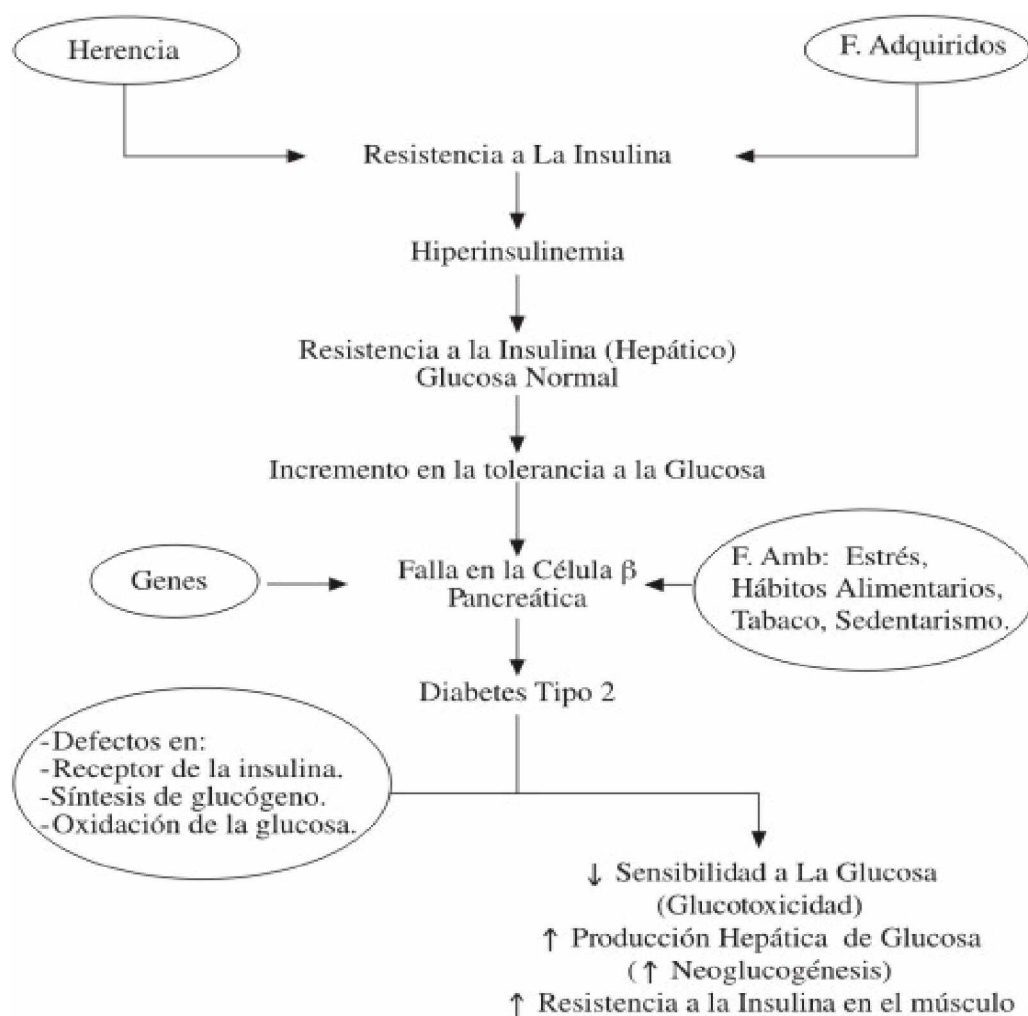 Herencia
F. Adquiridos
Resistencia a La Insulina
Hiperinsulinemia
Resistencia a la Insulina (Hepático)
Glucosa Normal
Incremento en la tolerancia a la Glucosa
Genes
Falla en la Célula β
Pancreática
F. Amb: Estrés,
Hábitos Alimentarios,
Tabaco, Sedentarismo.
Diabetes Tipo 2
-Defectos en:
-Receptor de la insulina.
-Síntesis de glucógeno.
-Oxidación de la glucosa.
↓ Sensibilidad a La Glucosa
(Glucotoxicidad)
↑ Producción Hepática de Glucosa
(↑ Neoglucogénesis)
↑ Resistencia a la Insulina en el músculo